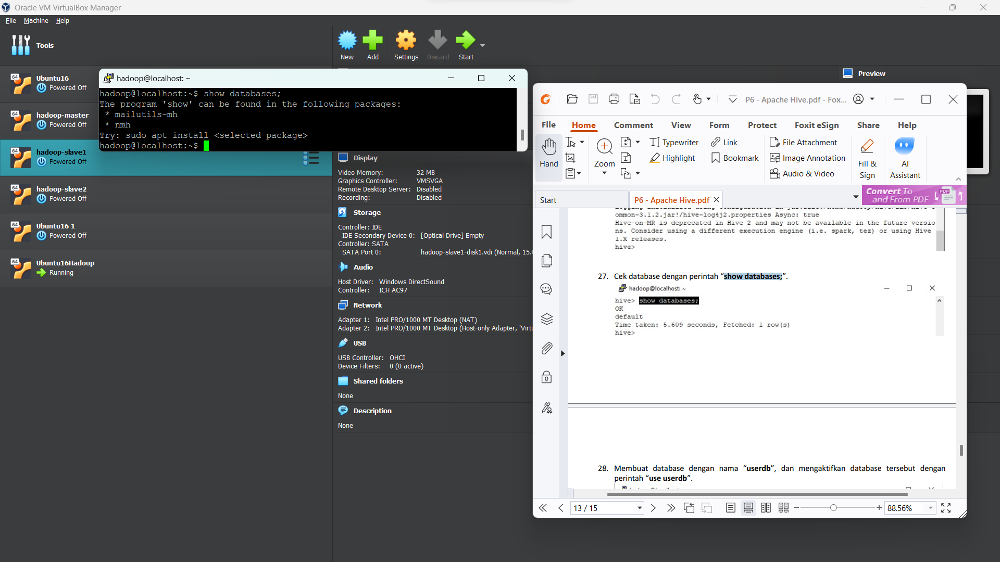 Oracle VM VirtualBox Manager
File Machine Help
Tools
New Add Settings Discard Start
64 Ubuntu16
Powered Off
64 hadoop-master
Powered Off
64 hadoop-slave1
Powered Off
64 hadoop-slave2
Powered Off
64 Ubuntu16 1
Powered Off
64 Ubuntu16Hadoop
Running
hadoop@localhost: ~
hadoop@localhost:~$ show databases;
The program 'show' can be found in the following packages:
* mailutils-mh
* nmh
Try: sudo apt install <selected package>
hadoop@localhost:~$
Display
Video Memory: 32 MB
Graphics Controller: VMSVGA
Remote Desktop Server: Disabled
Recording: Disabled
Storage
Controller: IDE
IDE Secondary Device 0: [Optical Drive] Empty
Controller: SATA
SATA Port 0: hadoop-slave1-disk1.vdi (Normal, 15.
Audio
Host Driver: Windows DirectSound
Controller: ICH AC97
Network
Adapter 1: Intel PRO/1000 MT Desktop (NAT)
Adapter 2: Intel PRO/1000 MT Desktop (Host-only Adapter, 'Virtu
USB
USB Controller: OHCI
Device Filters: 0 (0 active)
Shared folders
None
Description
None
Preview
P6 - Apache Hive.pdf - Fox...
File Home Comment View Form Protect Foxit eSign Share Help
Hand
Zoom
Typewriter
Highlight
Link
Bookmark
File Attachment
Image Annotation
Audio & Video
Fill &
Sign
AI
Assistant
Start
P6 - Apache Hive.pdf
Convert To
and From PDF
PDF
ommon-3.1.2.jar!/hive-log4j2.properties Async: true
Hive-on-MR is deprecated in Hive 2 and may not be available in the future versio
ns. Consider using a different execution engine (i.e. spark, tez) or using Hive
1.X releases.
hive>
27. Cek database dengan perintah “show databases;”.
hadoop@localhost: ~
hive> show databases;
OK
default
Time taken: 5.609 seconds, Fetched: 1 row(s)
hive>
28. Membuat database dengan nama “userdb”, dan mengaktifkan database tersebut dengan
perintah “use userdb”.
13 / 15
88.56%